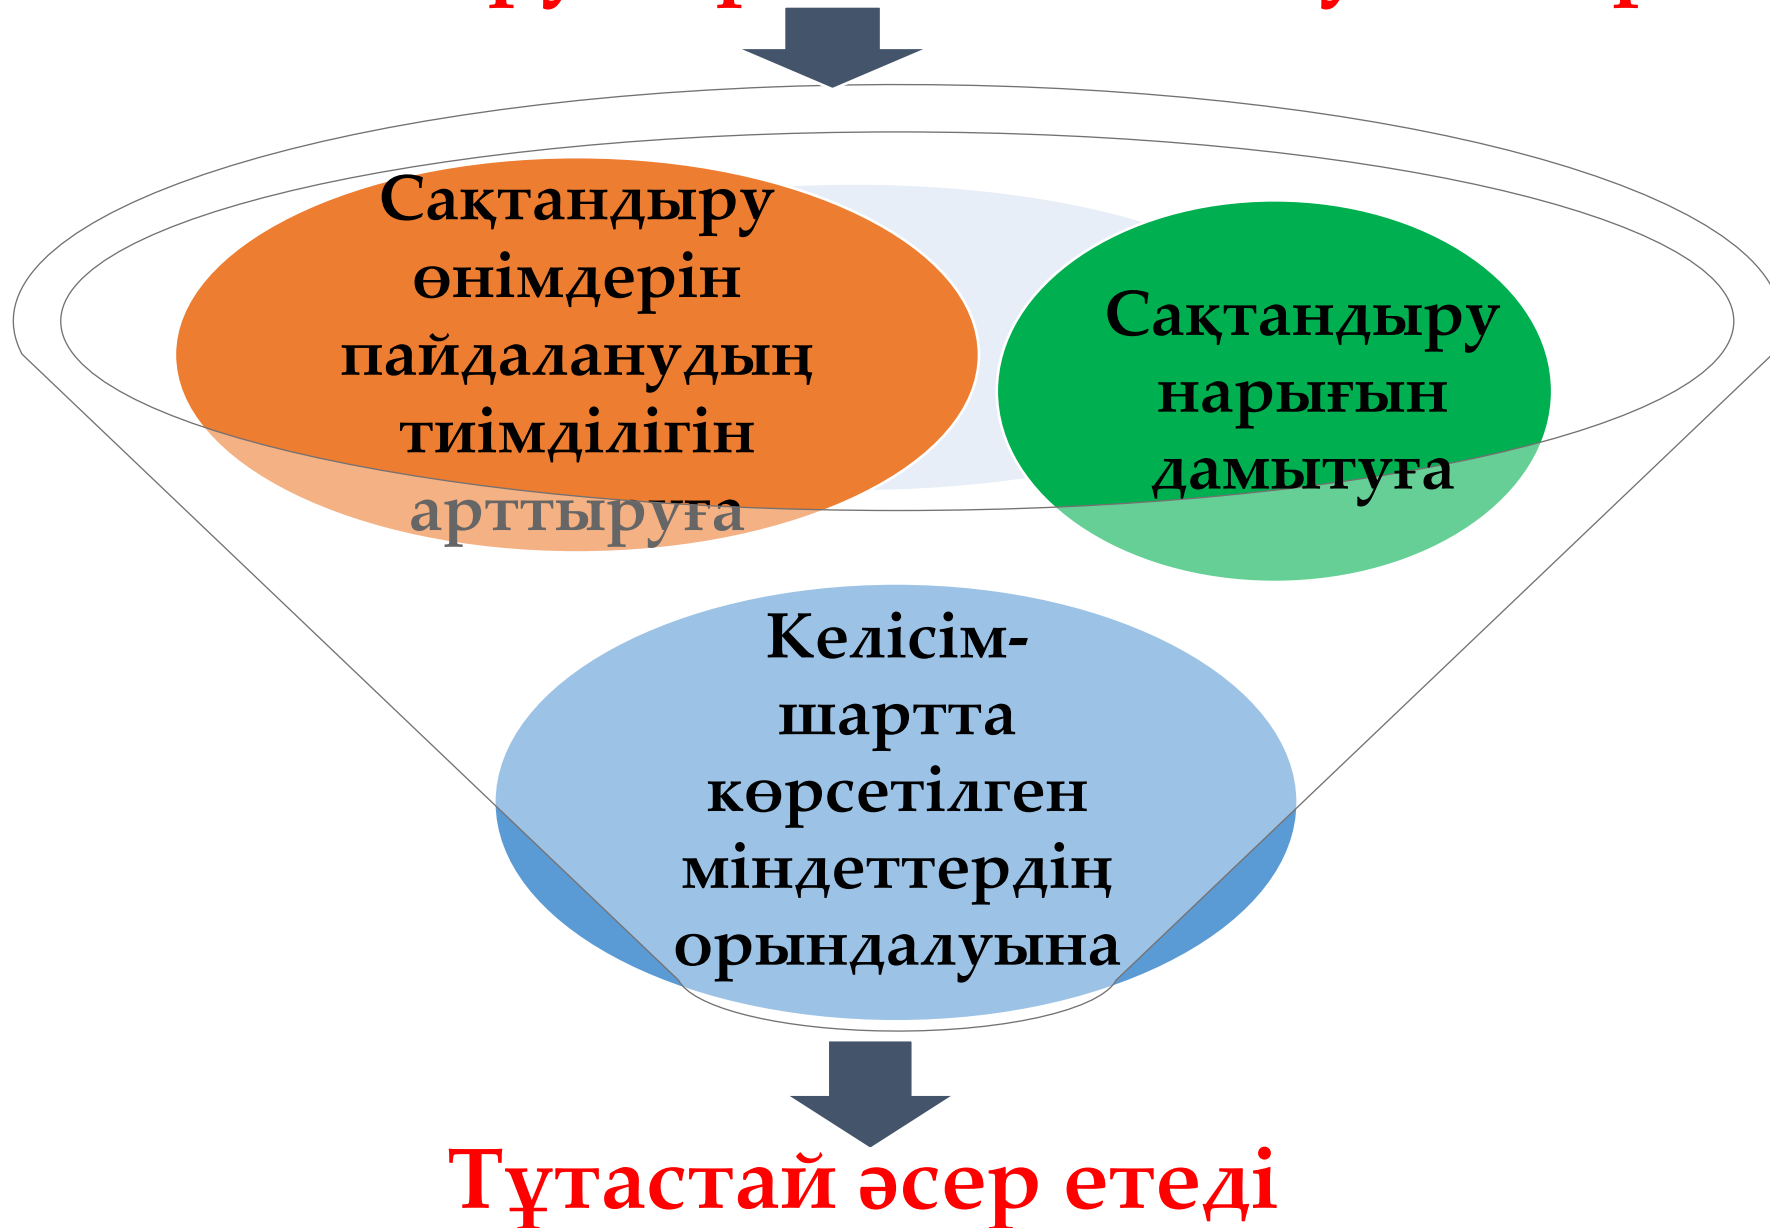 Сақтандыру
өнімдерін
пайдаланудың
тиімділігін
арттыруға
Сақтандыру
нарығын
дамытуға
Келісім-
шартта
көрсетілген
міндеттердің
орындалуына
Тұтастай әсер етеді